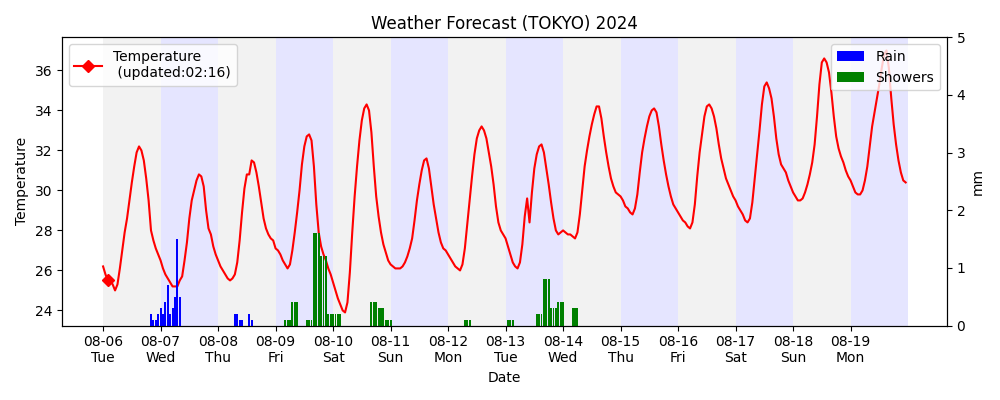 Weather Forecast (TOKYO) 2024
Temperature
(updated:02:16)
Rain
Showers
Temperature
36
34
32
30
28
26
24
5
4
3
2
1
0
mm
08-06 08-07 08-08 08-09 08-10 08-11 08-12 08-13 08-14 08-15 08-16 08-17 08-18 08-19
Tue Wed Thu Fri Sat Sun Mon Tue Wed Thu Fri Sat Sun Mon
Date